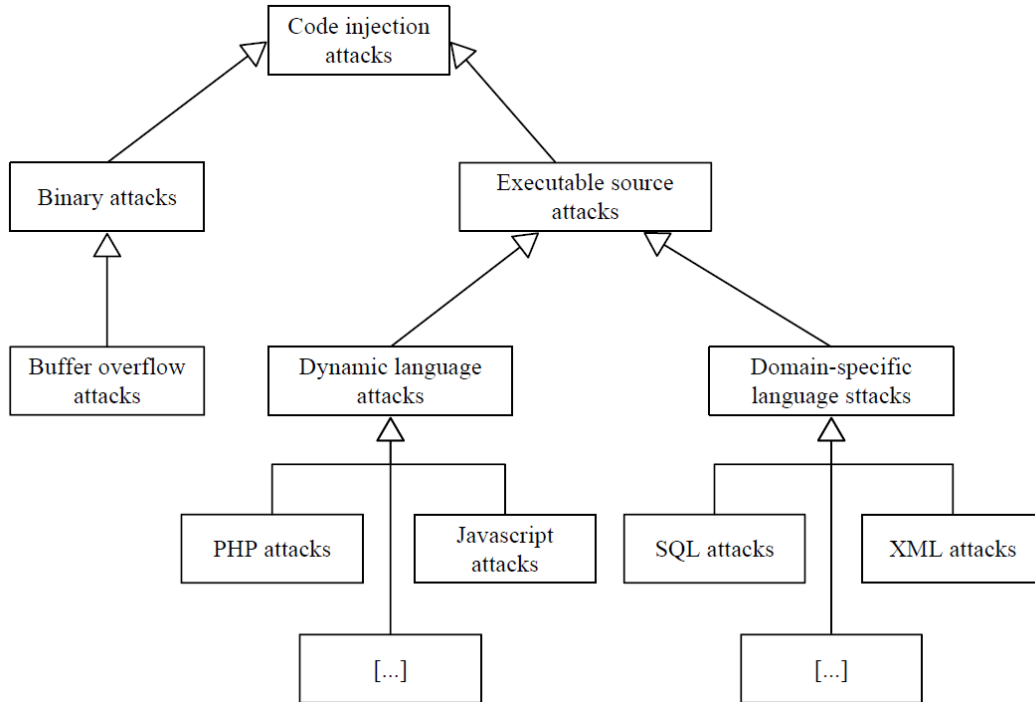 Code injection
attacks
Binary attacks
Executable source
attacks
Buffer overflow
attacks
Dynamic language
attacks
Domain-specific
language sttacks
PHP attacks
Javascript
attacks
SQL attacks
XML attacks
[...]
[...]